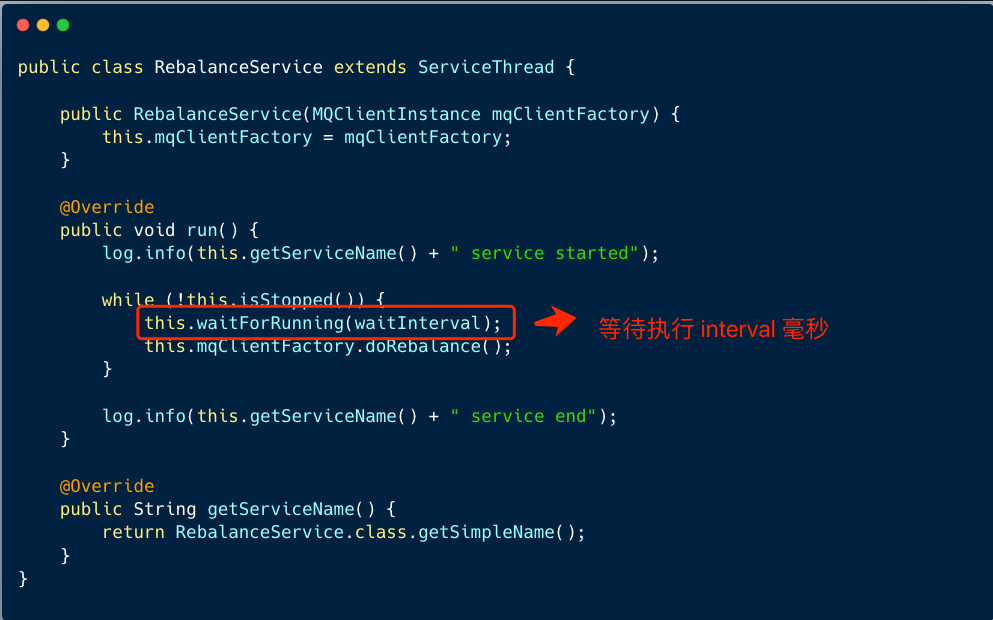 public class RebalanceService extends ServiceThread {
public RebalanceService(MQClientInstance mqClientFactory) {
this.mqClientFactory = mqClientFactory;
}
@Override
public void run() {
log.info(this.getServiceName() + " service started");
while (!this.isStopped()) {
this.waitForRunning(waitInterval);
等待执行 interval 毫秒
this.mqClientFactory.doRebalance();
}
log.info(this.getServiceName() + " service end");
}
@Override
public String getServiceName() {
return RebalanceService.class.getSimpleName();
}
}